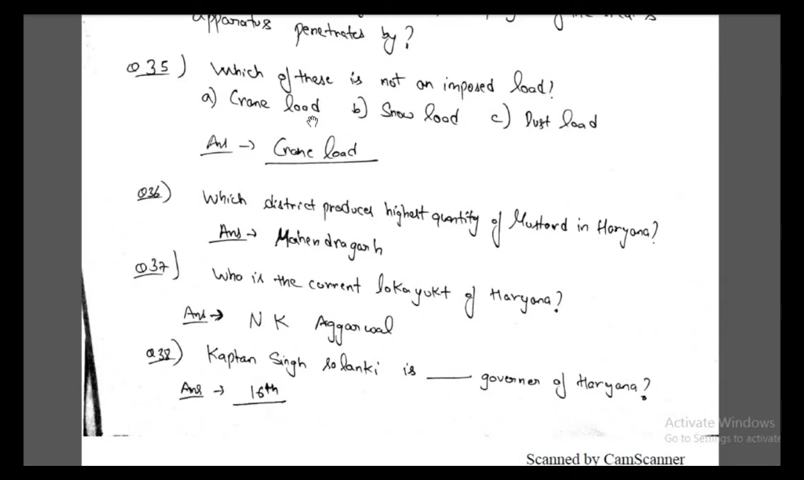 apparatus penetrates by?
Q35) Which of these is not an imposed load?
a) Crane load b) Snow load c) Dust load
Ans → Crane load
Q36) Which district produces highest quantity of Mustord in Haryana?
Ans → Mahendragarh
Q37) Who is the current lokayukt of Haryana?
Ans → N K Aggarwal
Q38) Kaptan Singh solanki is ___ governer of Haryana?
Ans → 16th
Activate Windows
Go to Settings to activate
Scanned by CamScanner